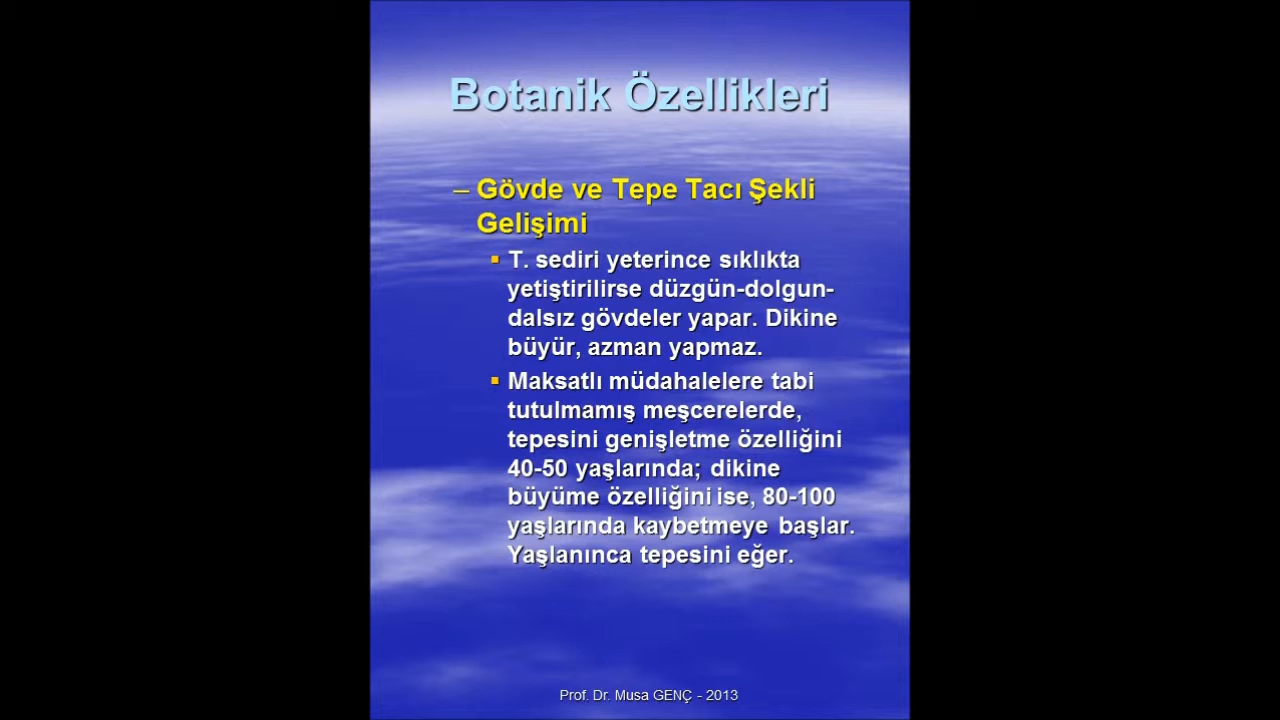 Botanik Özellikleri
– Gövde ve Tepe Tacı Şekli
Gelişimi
▪ T. sediri yeterince sıklıkta
yetiştirilirse düzgün-dolgun-
dalsız gövdeler yapar. Dikine
büyür, azman yapmaz.
▪ Maksatlı müdahalelere tabi
tutulmamış meşcerelerde,
tepesini genişletme özelliğini
40-50 yaşlarında; dikine
büyüme özelliğini ise, 80-100
yaşlarında kaybetmeye başlar.
Yaşlanınca tepesini eğer.
Prof. Dr. Musa GENÇ - 2013